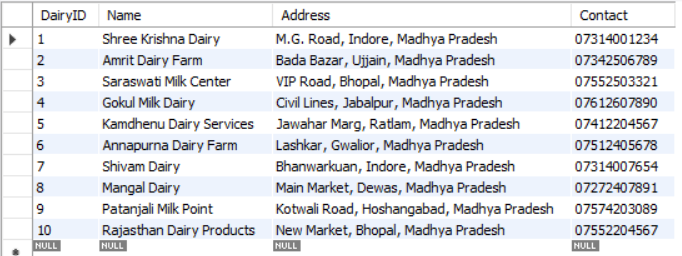 DairyID Name Address Contact
1 Shree Krishna Dairy M.G. Road, Indore, Madhya Pradesh 07314001234
2 Amrit Dairy Farm Bada Bazar, Ujjain, Madhya Pradesh 07342506789
3 Saraswati Milk Center VIP Road, Bhopal, Madhya Pradesh 07552503321
4 Gokul Milk Dairy Civil Lines, Jabalpur, Madhya Pradesh 07612607890
5 Kamdhenu Dairy Services Jawahar Marg, Ratlam, Madhya Pradesh 07412204567
6 Annapurna Dairy Farm Lashkar, Gwalior, Madhya Pradesh 07512405678
7 Shivam Dairy Bhanwarkuan, Indore, Madhya Pradesh 07314007654
8 Mangal Dairy Main Market, Dewas, Madhya Pradesh 07272407891
9 Patanjali Milk Point Kotwali Road, Hoshangabad, Madhya Pradesh 07574203089
10 Rajasthan Dairy Products New Market, Bhopal, Madhya Pradesh 07552204567
NULL NULL NULL NULL